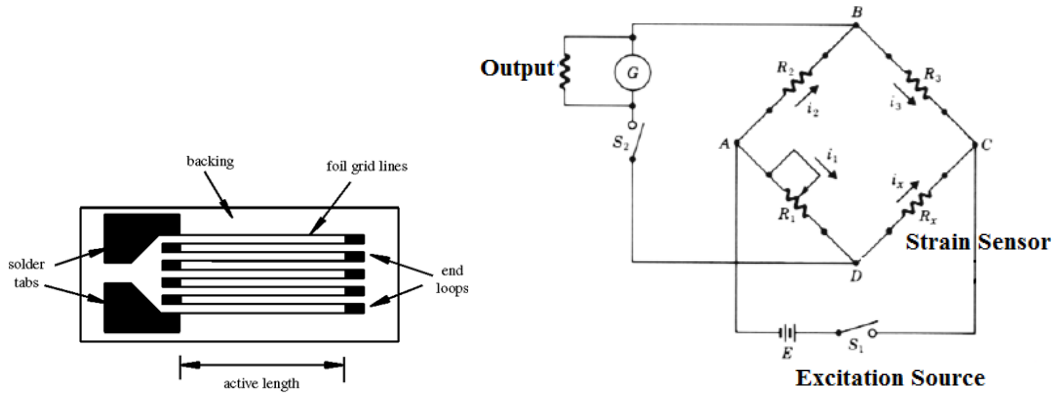 backing
foil grid lines
solder
tabs
end
loops
active length
Output
G
S2
B
R2
i2
R3
i3
A
C
i1
R1
ix
Rx
Strain Sensor
D
E
S1
Excitation Source